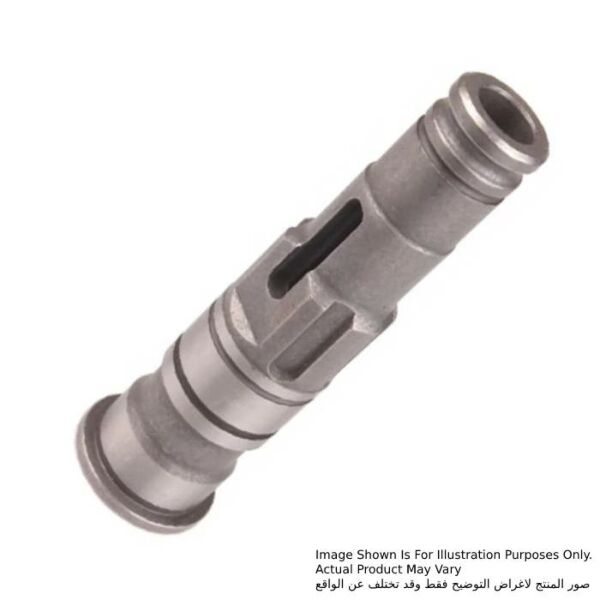 Image Shown Is For Illustration Purposes Only.
Actual Product May Vary
صور المنتج لاغراض التوضيح فقط وقد تختلف عن الواقع